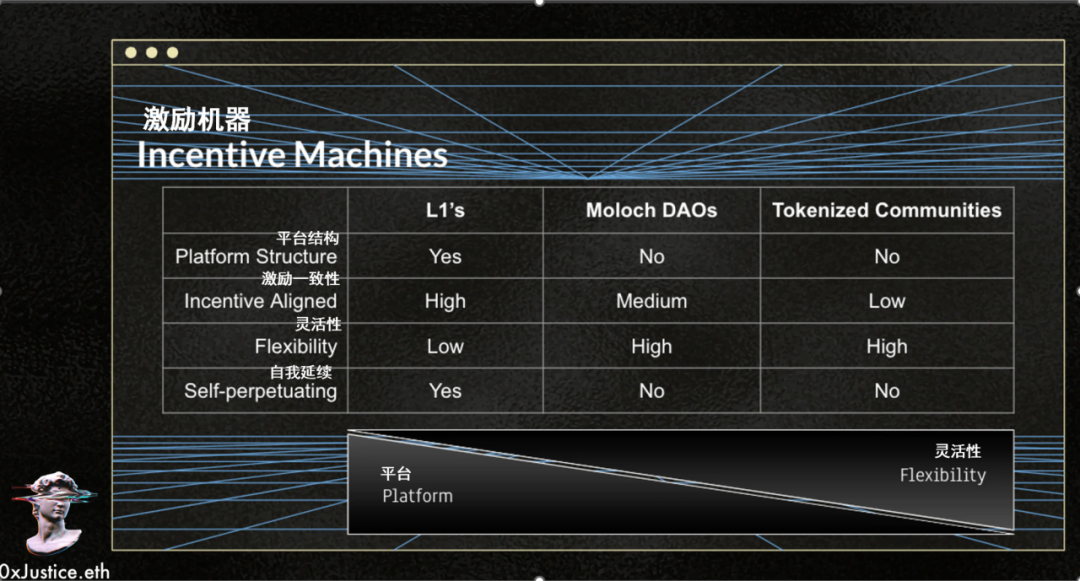 激励机器
Incentive Machines
L1's Moloch DAOs Tokenized Communities
平台结构
Platform Structure Yes No No
激励一致性
Incentive Aligned High Medium Low
灵活性
Flexibility Low High High
自我延续
Self-perpetuating Yes No No
平台
Platform
灵活性
Flexibility
0xJustice.eth